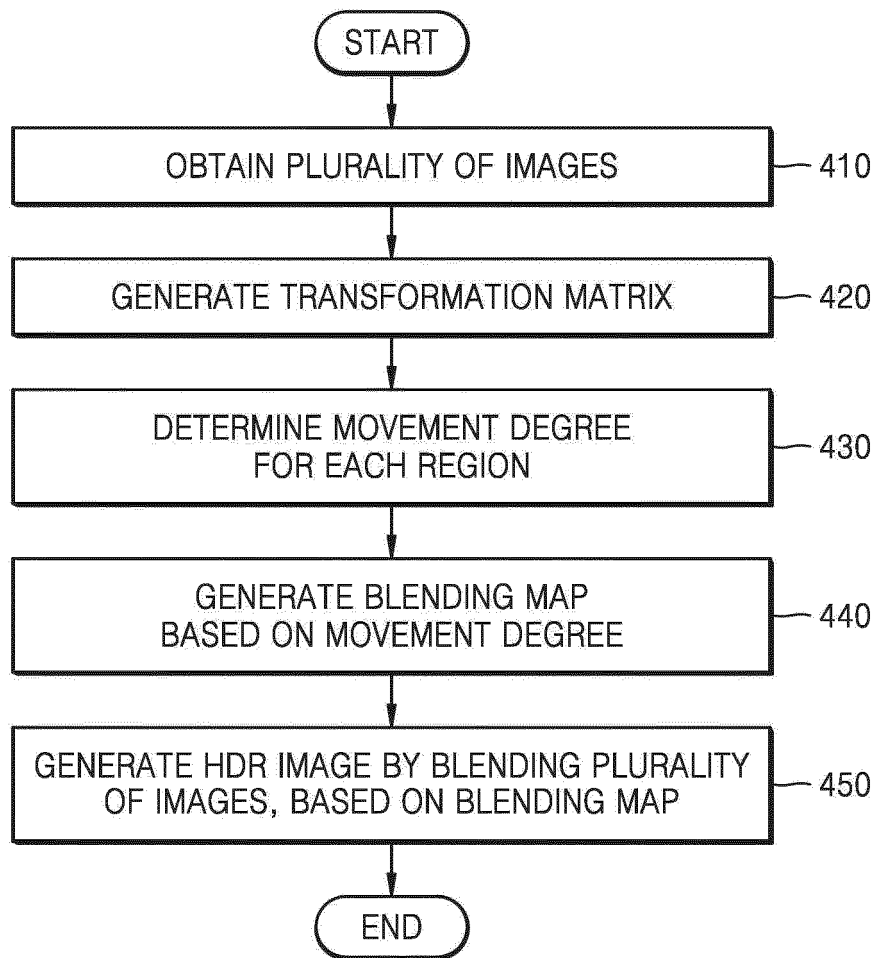 START
OBTAIN PLURALITY OF IMAGES
410
GENERATE TRANSFORMATION MATRIX
420
DETERMINE MOVEMENT DEGREE
FOR EACH REGION
430
GENERATE BLENDING MAP
BASED ON MOVEMENT DEGREE
440
GENERATE HDR IMAGE BY BLENDING PLURALITY
OF IMAGES, BASED ON BLENDING MAP
450
END